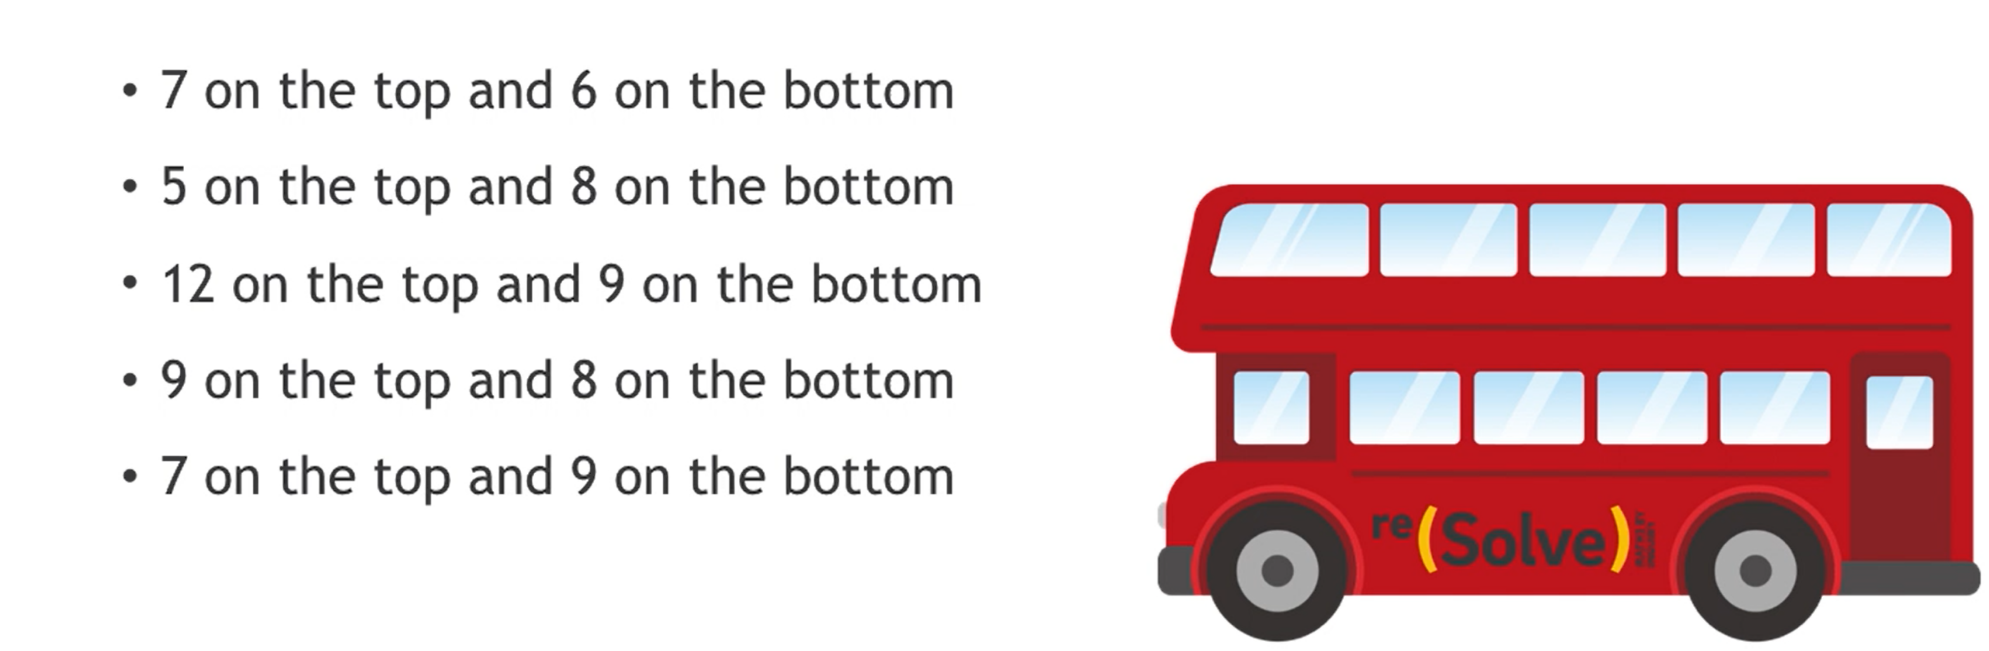 • 7 on the top and 6 on the bottom
• 5 on the top and 8 on the bottom
• 12 on the top and 9 on the bottom
• 9 on the top and 8 on the bottom
• 7 on the top and 9 on the bottom
re(Solve)